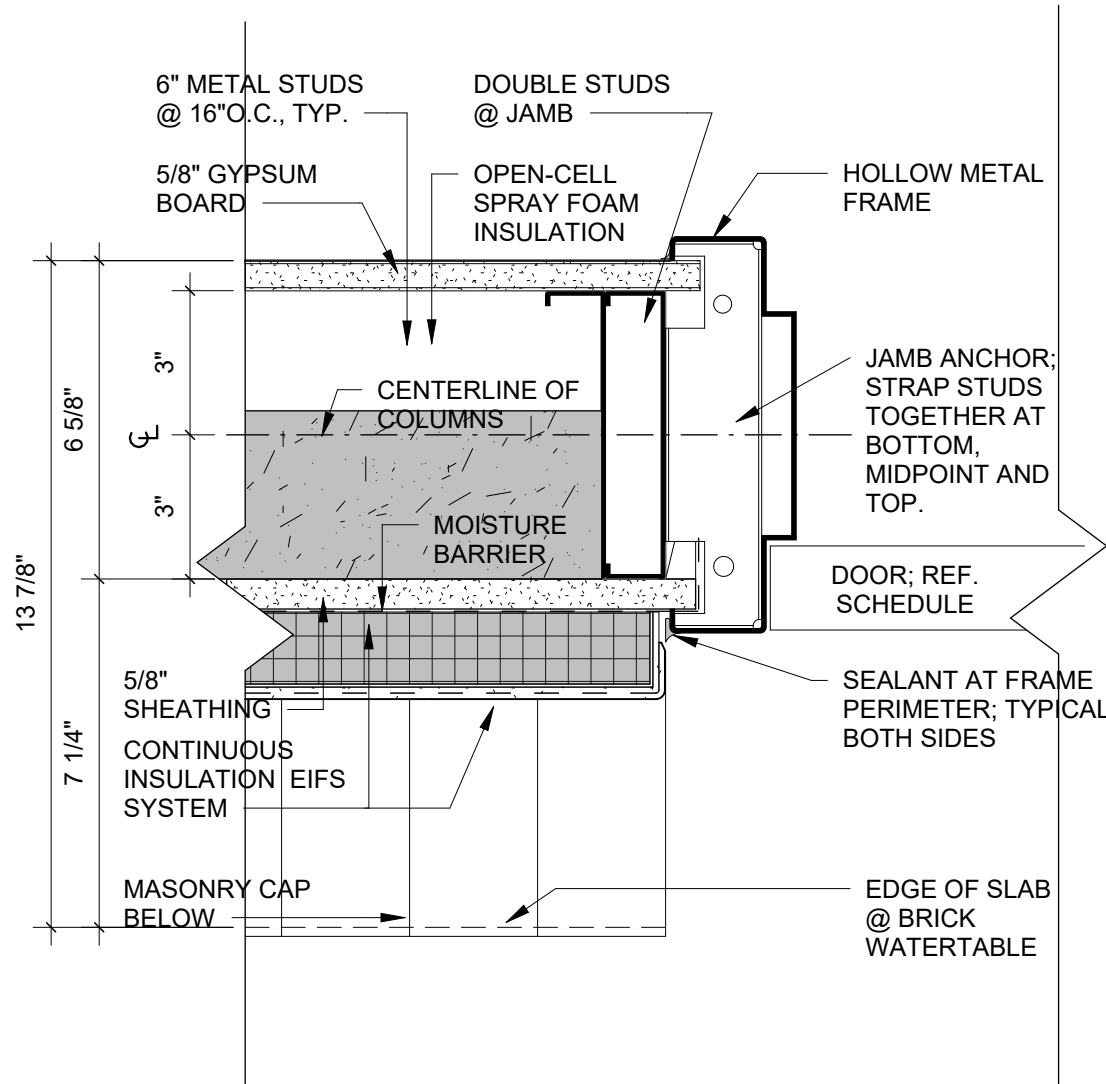 6" METAL STUDS
@ 16"O.C., TYP.
DOUBLE STUDS
@ JAMB
5/8" GYPSUM
BOARD
OPEN-CELL
SPRAY FOAM
INSULATION
HOLLOW METAL
FRAME
3"
6 5/8"
CL
3"
13 7/8"
7 1/4"
CENTERLINE OF
COLUMNS
JAMB ANCHOR;
STRAP STUDS
TOGETHER AT
BOTTOM,
MIDPOINT AND
TOP.
MOISTURE
BARRIER
DOOR; REF.
SCHEDULE
5/8"
SHEATHING
SEALANT AT FRAME
PERIMETER; TYPICAL
BOTH SIDES
CONTINUOUS
INSULATION EIFS
SYSTEM
MASONRY CAP
BELOW
EDGE OF SLAB
@ BRICK
WATERTABLE